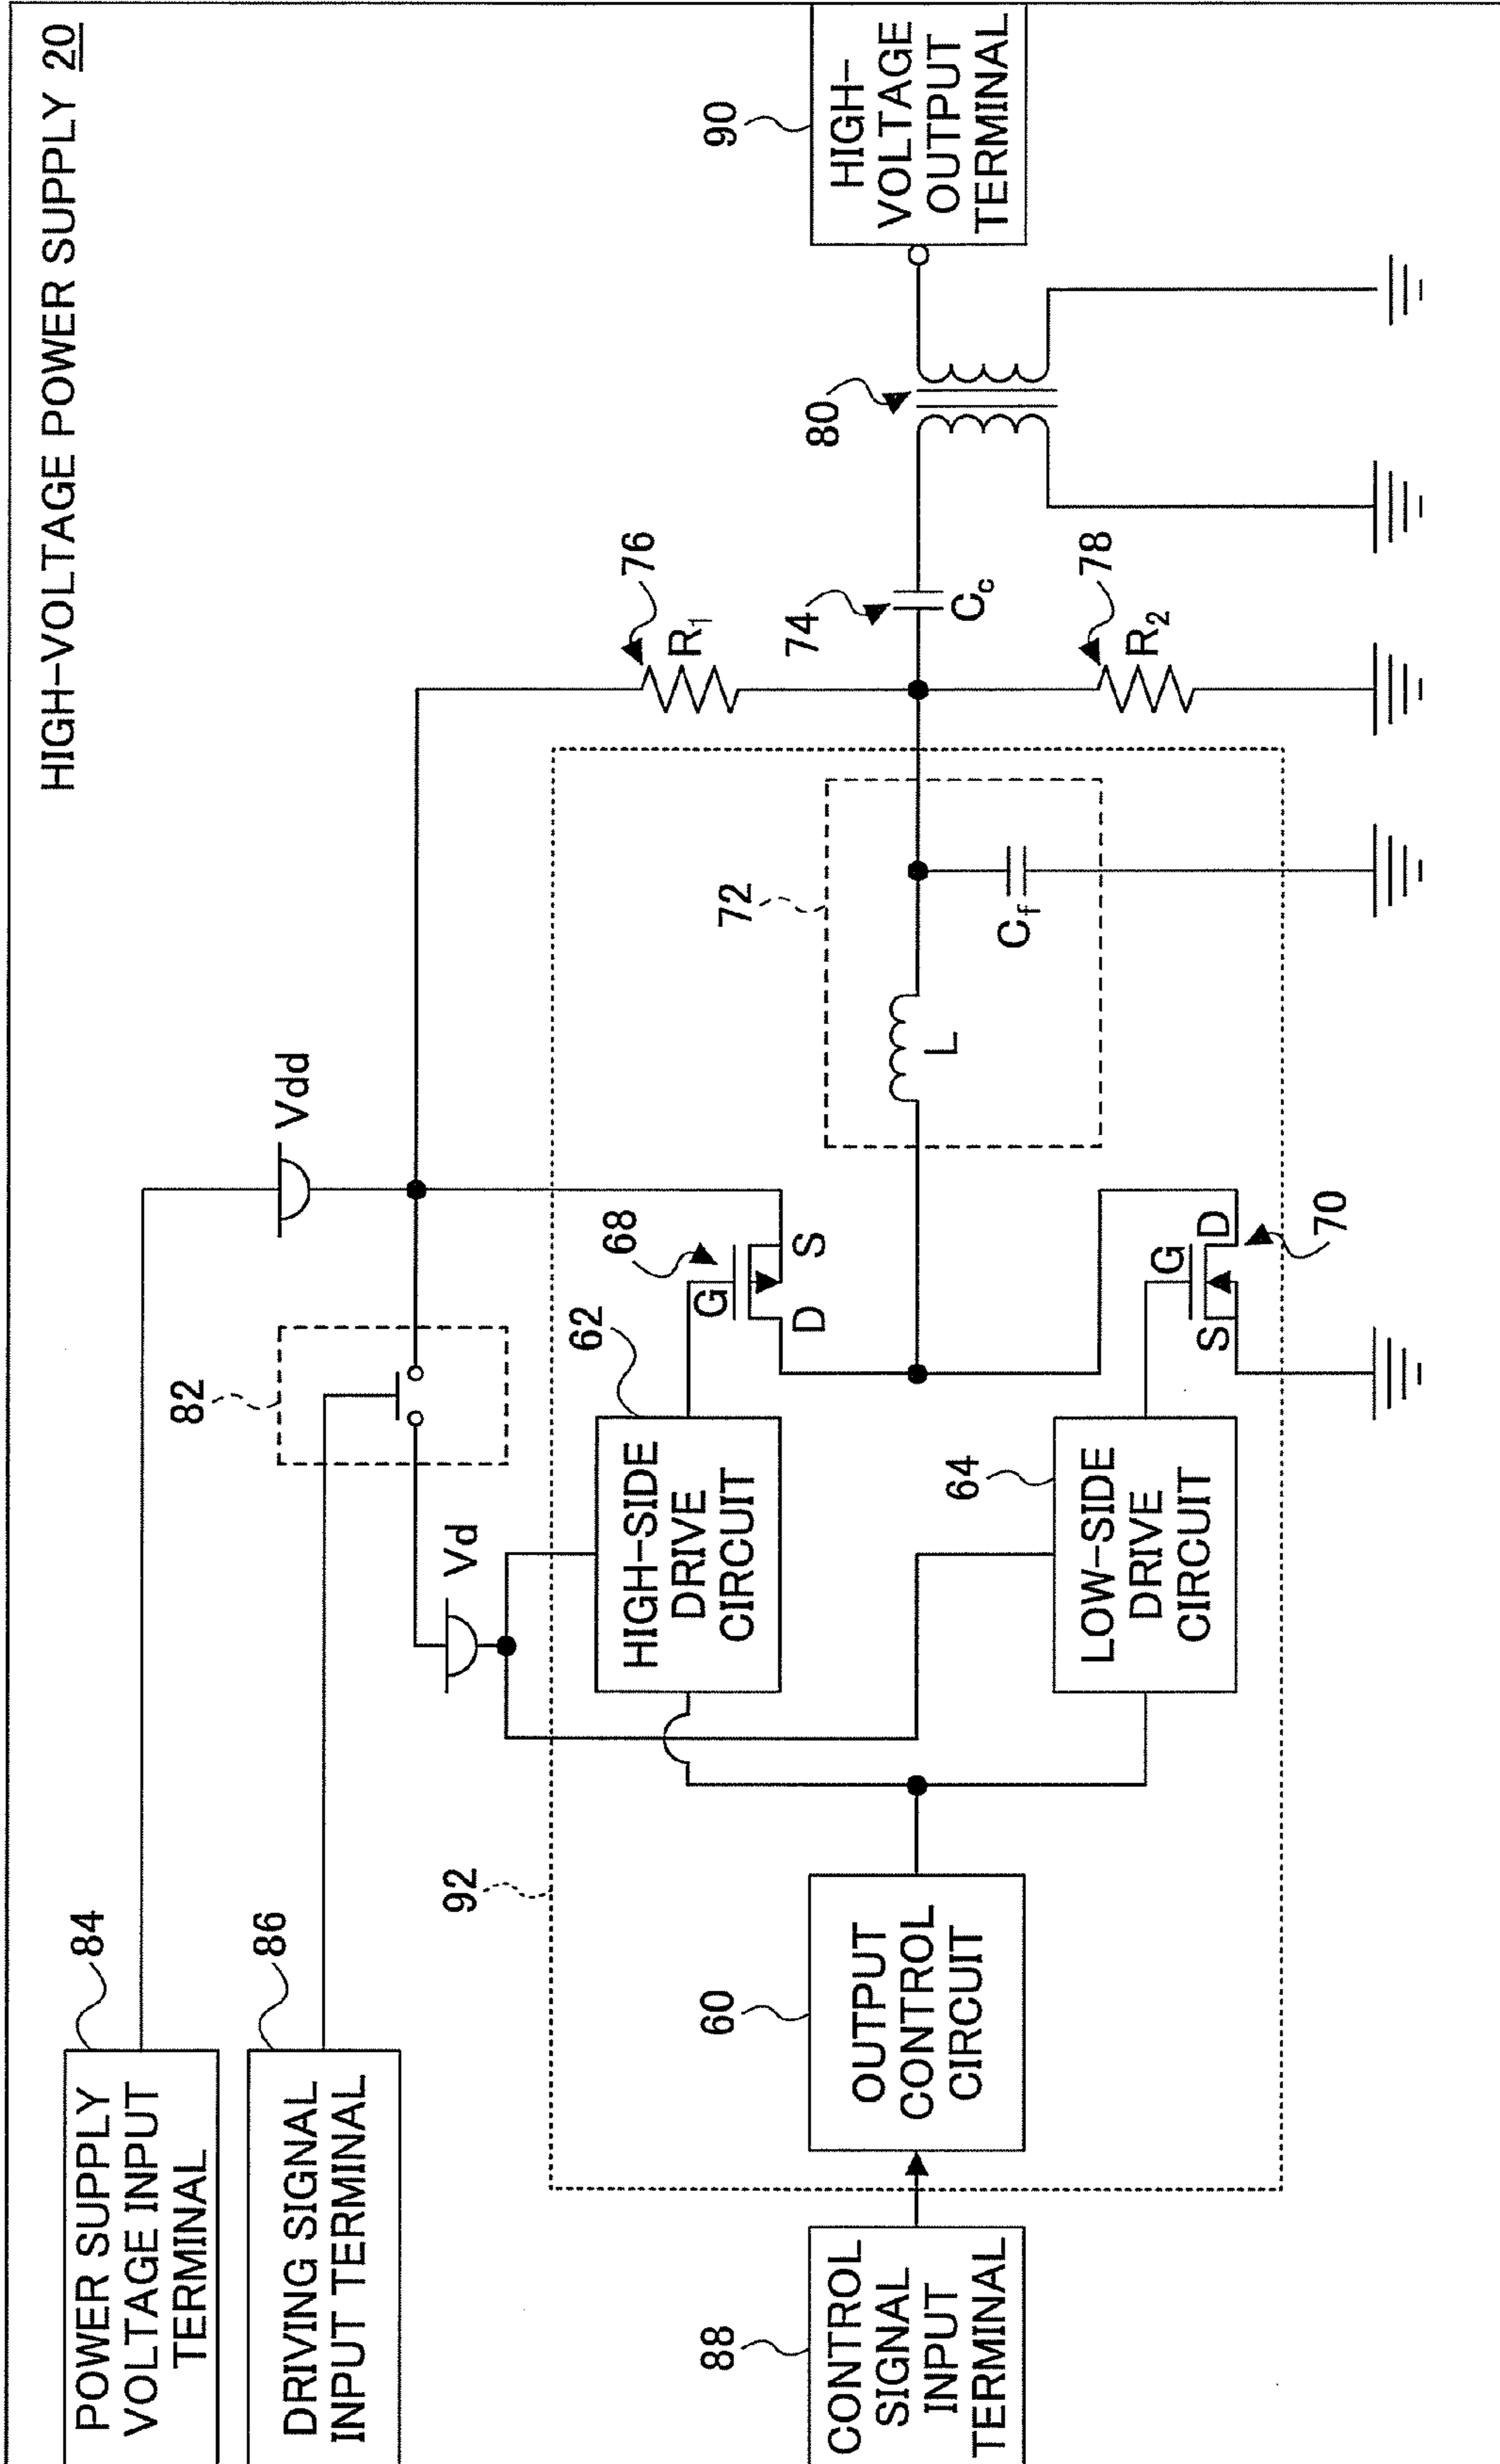 HIGH-VOLTAGE POWER SUPPLY 20
POWER SUPPLY
VOLTAGE INPUT
TERMINAL
84
DRIVING SIGNAL
INPUT TERMINAL
86
82
Vdd
Vd
92
62
HIGH-SIDE
DRIVE
CIRCUIT
68
G
D
S
76
R1
90
HIGH-
VOLTAGE
OUTPUT
TERMINAL
88
CONTROL
SIGNAL
INPUT
TERMINAL
60
OUTPUT
CONTROL
CIRCUIT
72
L
Cf
74
Cc
80
64
LOW-SIDE
DRIVE
CIRCUIT
G
S
D
70
78
R2